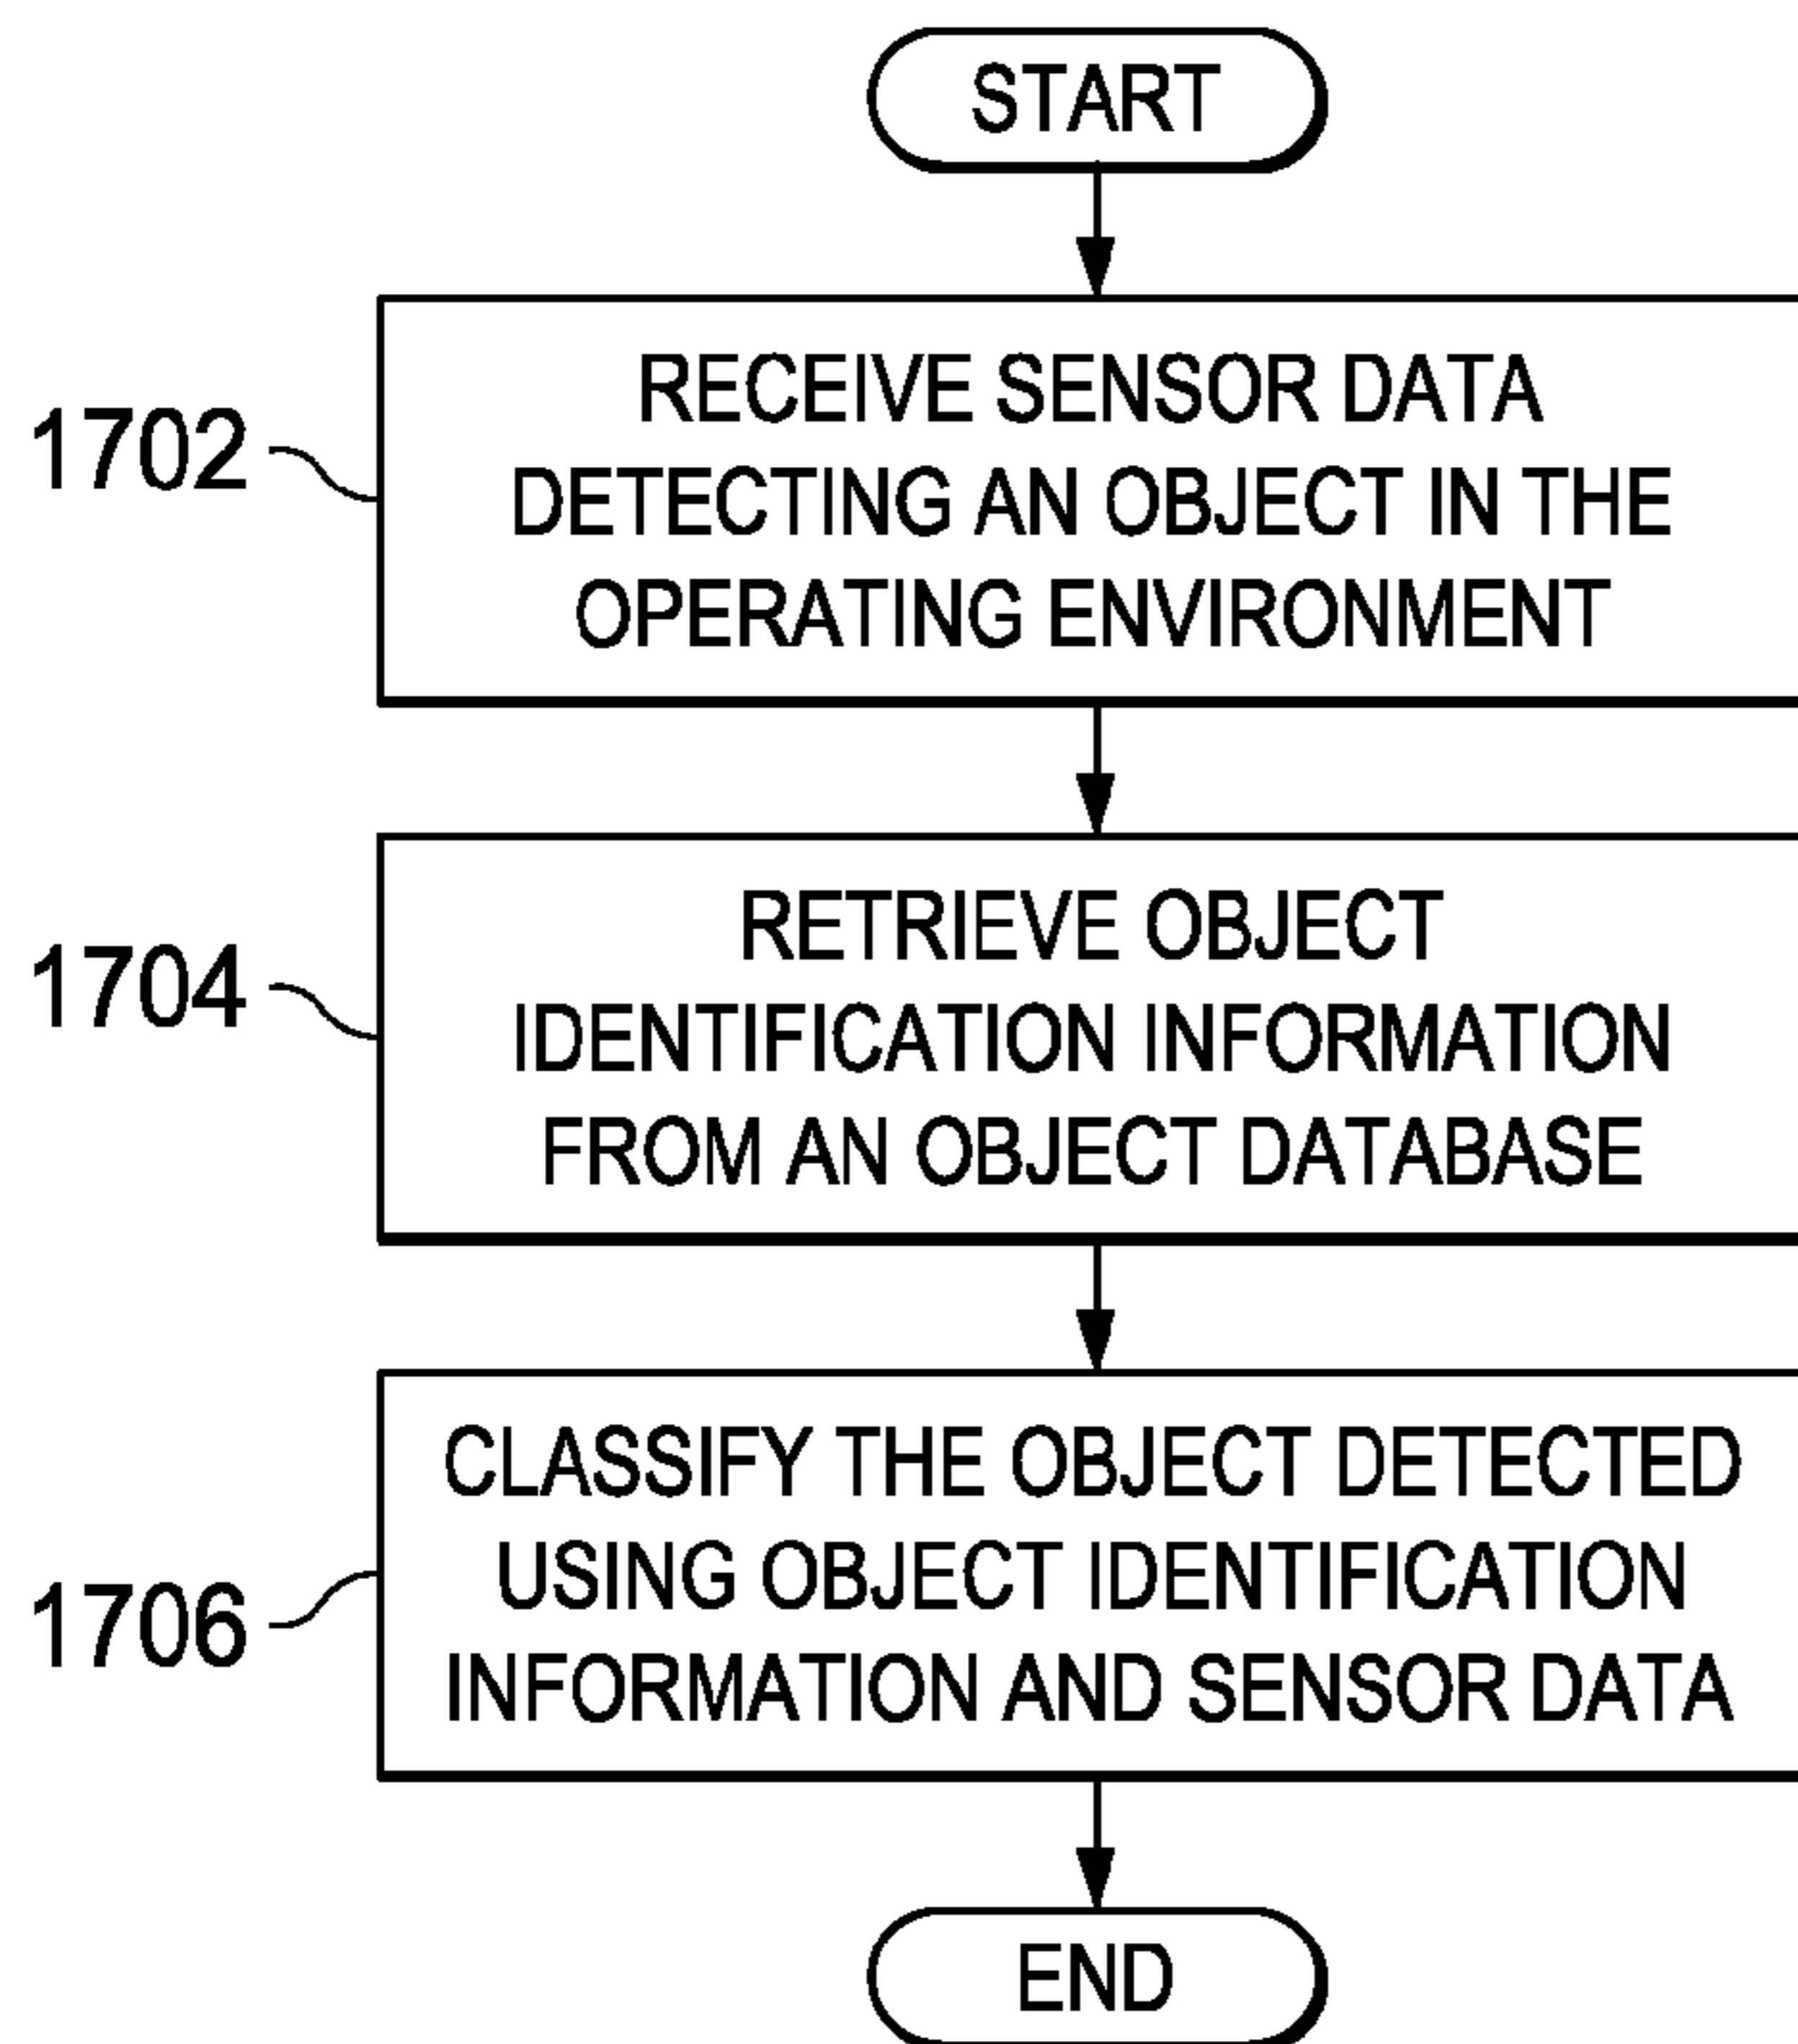 START
1702
RECEIVE SENSOR DATA
DETECTING AN OBJECT IN THE
OPERATING ENVIRONMENT
1704
RETRIEVE OBJECT
IDENTIFICATION INFORMATION
FROM AN OBJECT DATABASE
1706
CLASSIFY THE OBJECT DETECTED
USING OBJECT IDENTIFICATION
INFORMATION AND SENSOR DATA
END